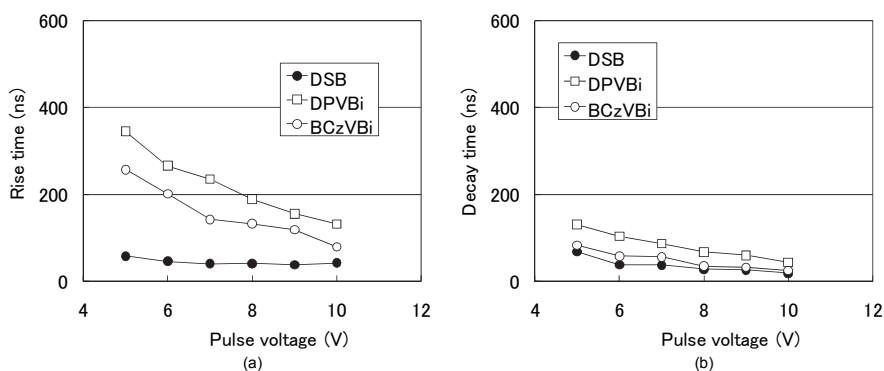 600
400
200
0
Rise time (ns)
DSB
DPVBi
BCzVBi
4 6 8 10 12
Pulse voltage (V)
(a)
600
400
200
0
Decay time (ns)
DSB
DPVBi
BCzVBi
4 6 8 10 12
Pulse voltage (V)
(b)